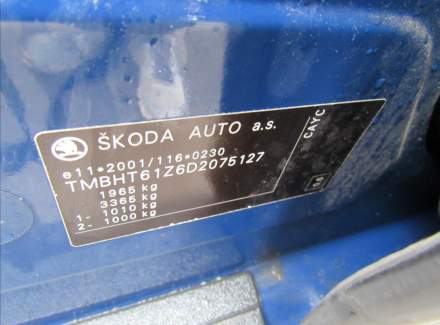 ŠKODA AUTO a.s.
e11*2001/116*0230
TMBHT61Z6D2075127
1965 kg
3365 kg
1- 1010 kg
2- 1000 kg
CAYC